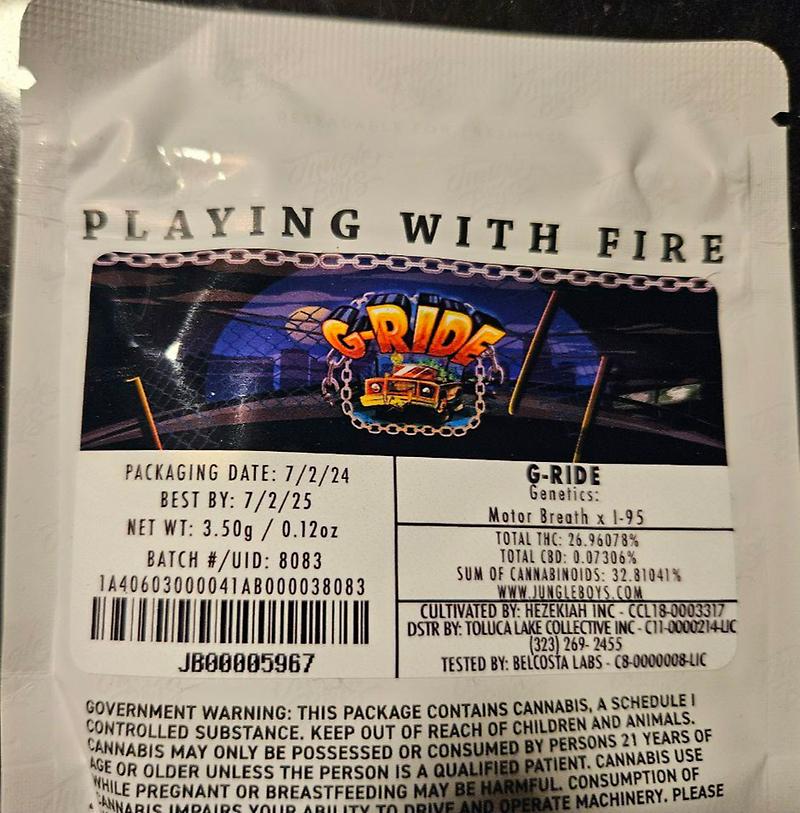 PLAYING WITH FIRE
G-RIDE
PACKAGING DATE: 7/2/24
BEST BY: 7/2/25
NET WT: 3.50g / 0.12oz
BATCH #/UID: 8083
1A40603000041AB000038083
JB00005967
G-RIDE
Genetics:
Motor Breath x I-95
TOTAL THC: 26.96078%
TOTAL CBD: 0.07306%
SUM OF CANNABINOIDS: 32.81041%
WWW.JUNGLEBOYS.COM
CULTIVATED BY: HEZEKIAH INC - CCL18-0003317
DSTR BY: TOLUCA LAKE COLLECTIVE INC - C11-0000214-LIC
(323) 269- 2455
TESTED BY: BELCOSTA LABS - C8-0000008-LIC
GOVERNMENT WARNING: THIS PACKAGE CONTAINS CANNABIS, A SCHEDULE I
CONTROLLED SUBSTANCE. KEEP OUT OF REACH OF CHILDREN AND ANIMALS.
CANNABIS MAY ONLY BE POSSESSED OR CONSUMED BY PERSONS 21 YEARS OF
AGE OR OLDER UNLESS THE PERSON IS A QUALIFIED PATIENT. CANNABIS USE
WHILE PREGNANT OR BREASTFEEDING MAY BE HARMFUL. CONSUMPTION OF
CANNABIS IMPAIRS YOUR ABILITY TO DRIVE AND OPERATE MACHINERY. PLEASE